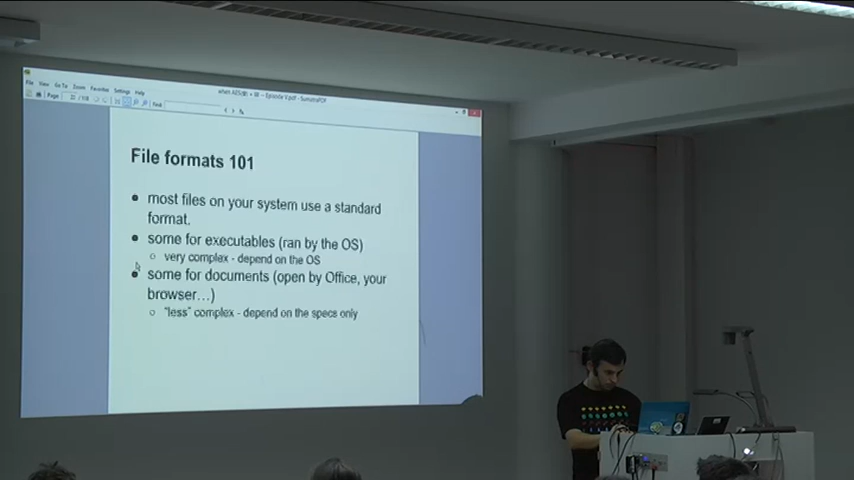 File View Go To Zoom Favorites Settings Help
Page
Find:
File formats 101
● most files on your system use a standard
format.
● some for executables (ran by the OS)
○ very complex - depend on the OS
● some for documents (open by Office, your
browser...)
○ "less" complex - depend on the specs only